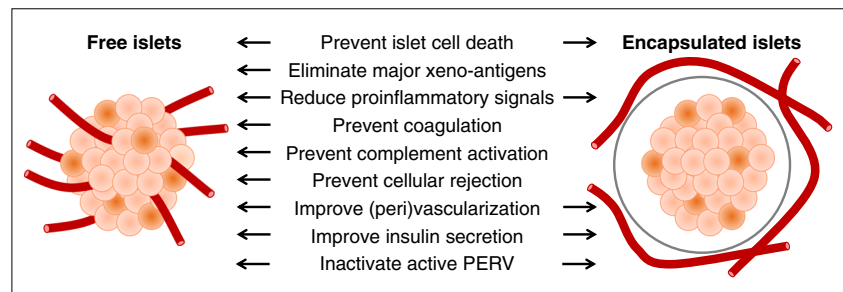 Free islets
Prevent islet cell death
Encapsulated islets
Eliminate major xeno-antigens
Reduce proinflammatory signals
Prevent coagulation
Prevent complement activation
Prevent cellular rejection
Improve (peri)vascularization
Improve insulin secretion
Inactivate active PERV